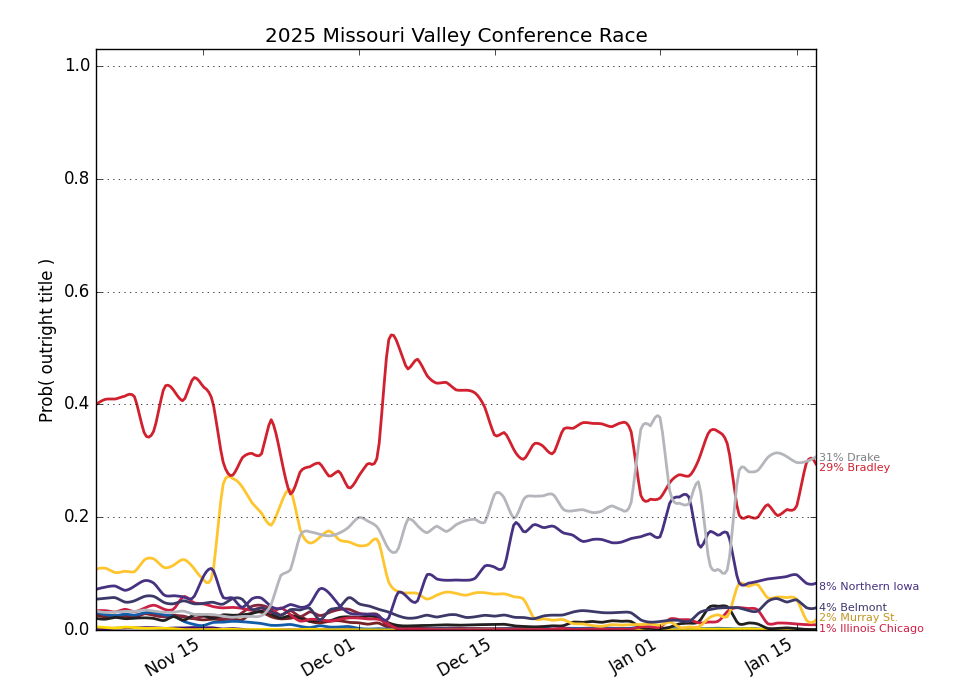 2025 Missouri Valley Conference Race
Prob( outright title )
1.0
0.8
0.6
0.4
0.2
0.0
31% Drake
29% Bradley
8% Northern Iowa
4% Belmont
2% Murray St.
1% Illinois Chicago
Nov 15
Dec 01
Dec 15
Jan 01
Jan 15